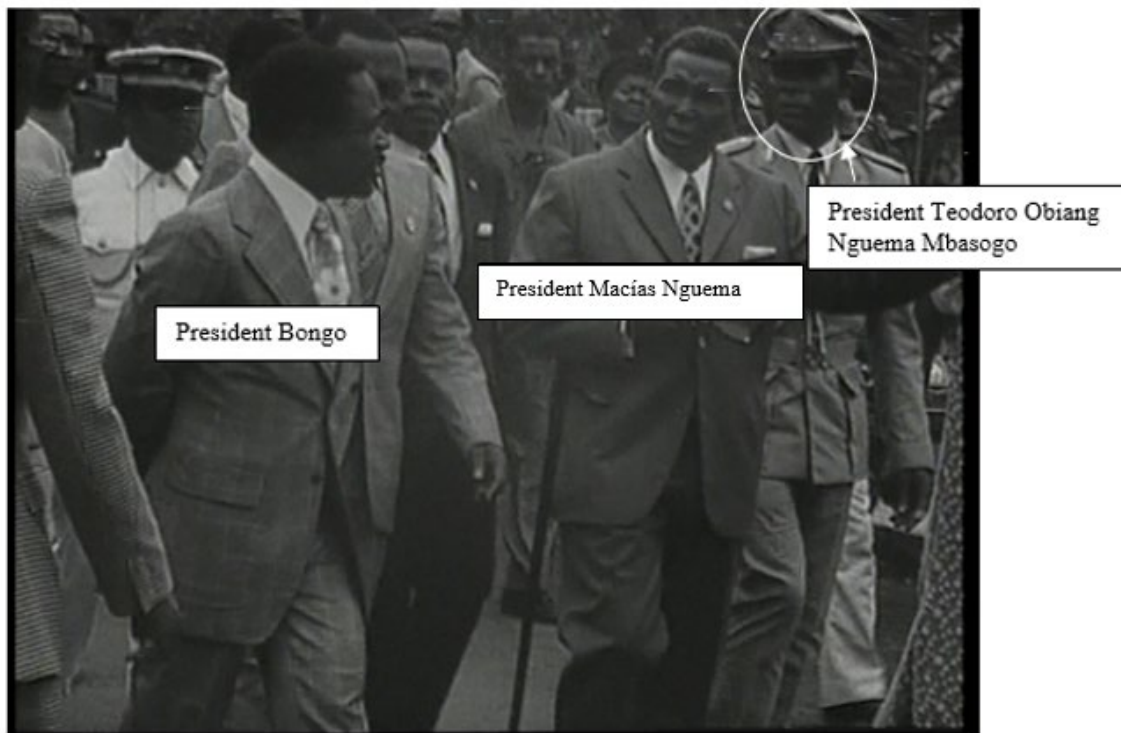 President Teodoro Obiang
Nguema Mbasogo
President Macías Nguema
President Bongo